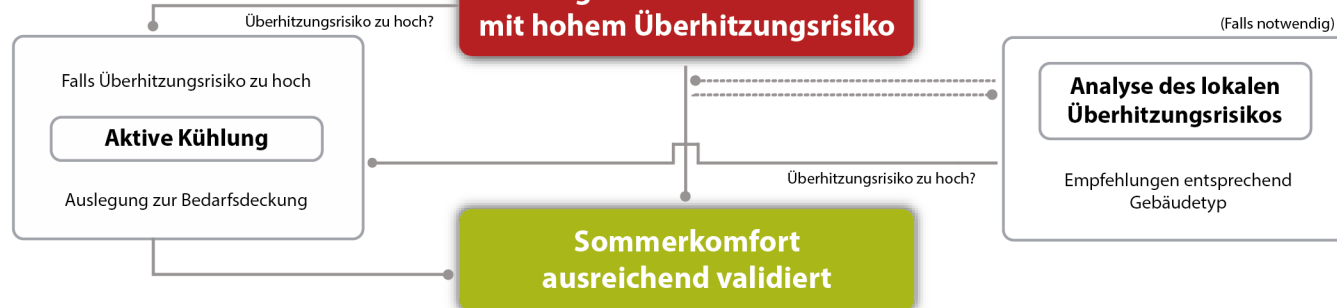 Überhitzungsrisiko zu hoch?
mit hohem Überhitzungsrisiko
(Falls notwendig)
Falls Überhitzungsrisiko zu hoch
Aktive Kühlung
Auslegung zur Bedarfsdeckung
Analyse des lokalen
Überhitzungsrisikos
Empfehlungen entsprechend
Gebäudetyp
Überhitzungsrisiko zu hoch?
Sommerkomfort
ausreichend validiert